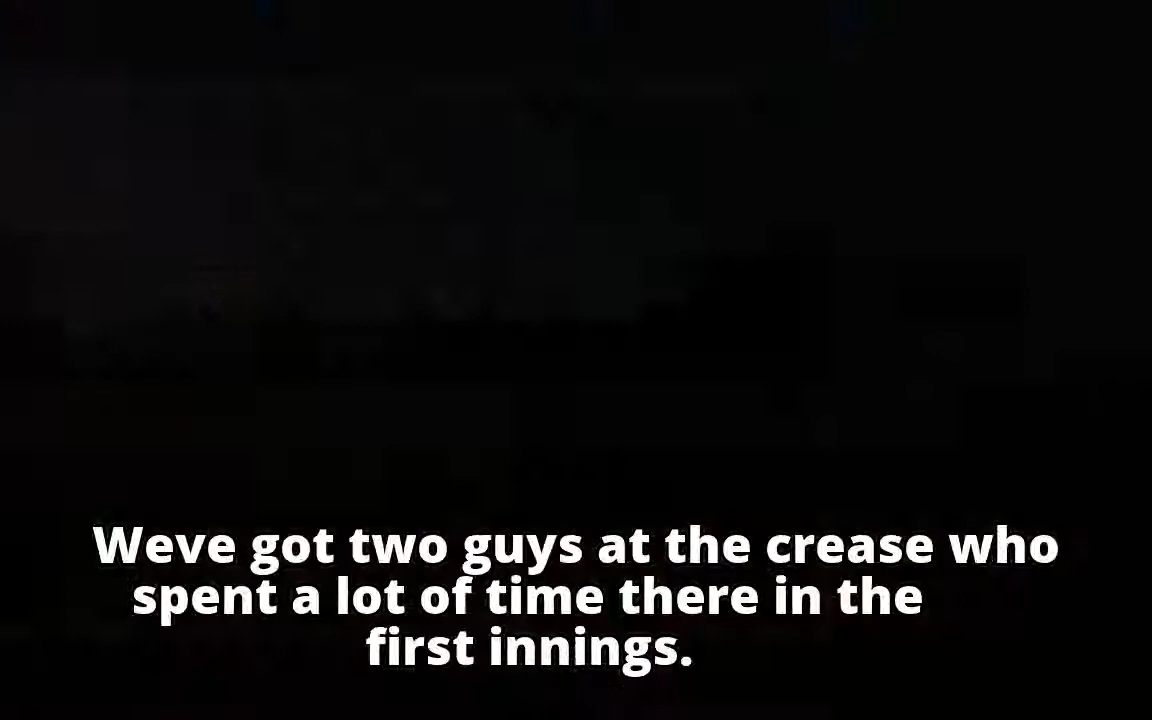 Weve got two guys at the crease who
spent a lot of time there in the
first innings.